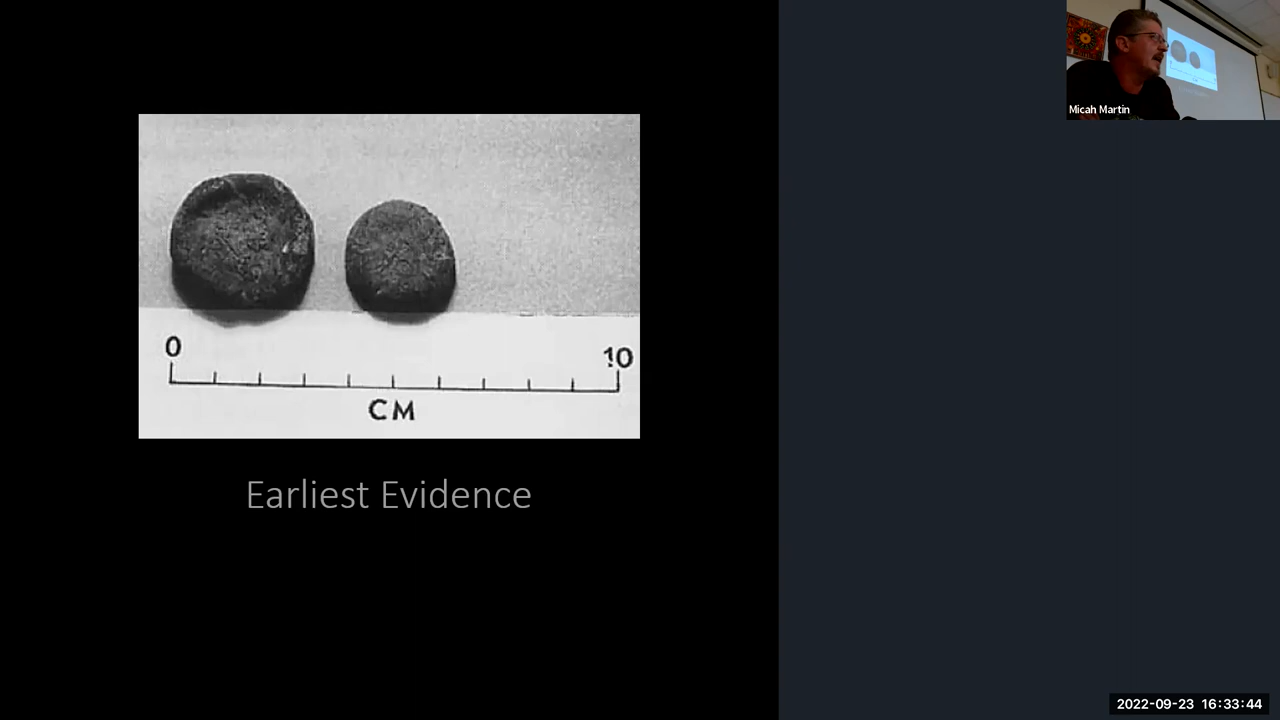 Micah Martin
0
10
CM
Earliest Evidence
2022-09-23 16:33:44